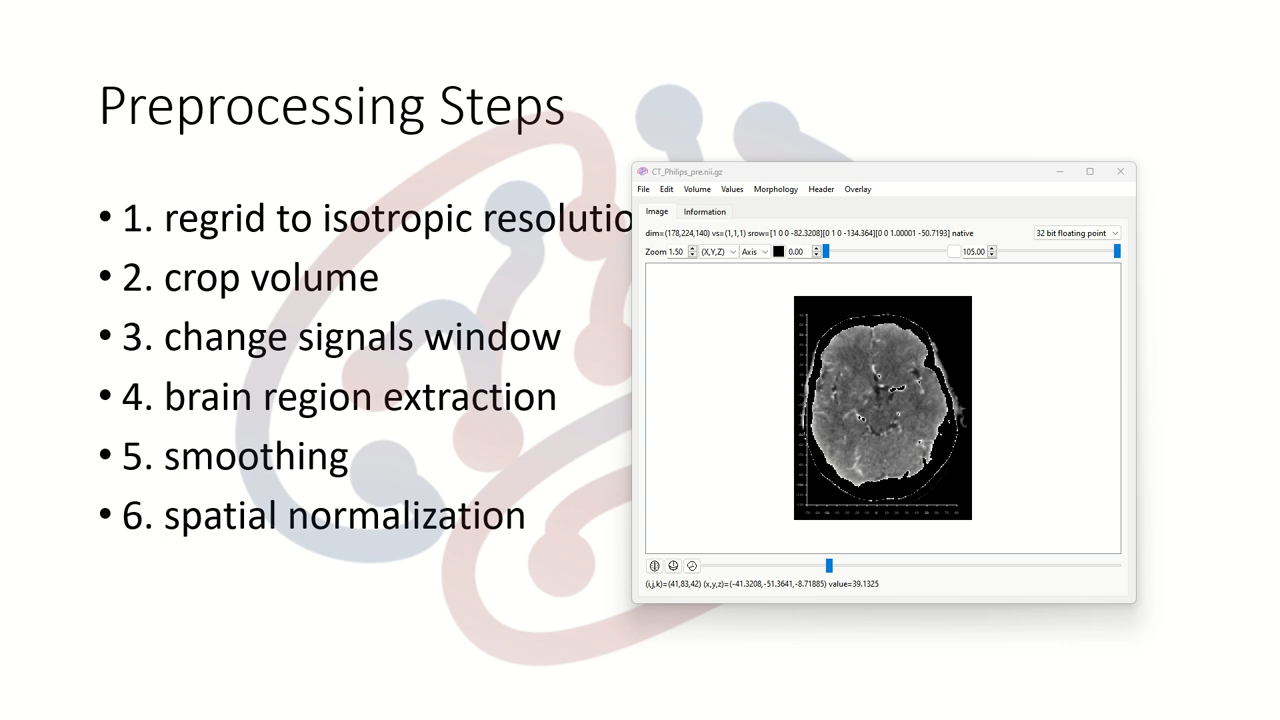 Preprocessing Steps
• 1. regrid to isotropic resolutio
• 2. crop volume
• 3. change signals window
• 4. brain region extraction
• 5. smoothing
• 6. spatial normalization
CT_Philips_pre.nii.gz
File Edit Volume Values Morphology Header Overlay
Image Information
dim=(178,224,140) vs=(1,1,1) srow=[1 0 0 -82.3208][0 1 0 -134.364][0 0 1.00001 -50.7193] native
32 bit floating point
Zoom 1.50 (X,Y,Z) Axis 0.00 105.00
(i,j,k)=(41,83,42) (x,y,z)=(-41.3208,-51.3641,-8.71885) value=39.1325